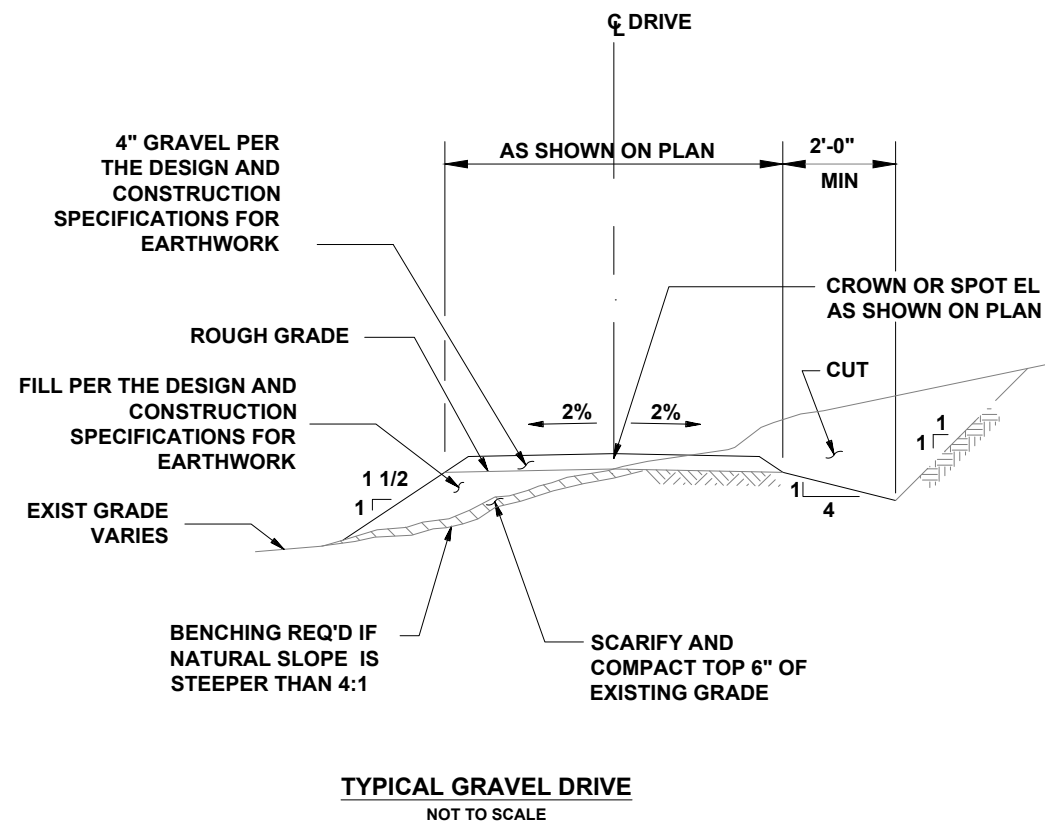 ℄ DRIVE
4" GRAVEL PER
THE DESIGN AND
CONSTRUCTION
SPECIFICATIONS FOR
EARTHWORK
AS SHOWN ON PLAN
2'-0"
MIN
CROWN OR SPOT EL
AS SHOWN ON PLAN
ROUGH GRADE
CUT
FILL PER THE DESIGN AND
CONSTRUCTION
SPECIFICATIONS FOR
EARTHWORK
2%
2%
1
1
1 1/2
1
1
4
EXIST GRADE
VARIES
BENCHING REQ'D IF
NATURAL SLOPE IS
STEEPER THAN 4:1
SCARIFY AND
COMPACT TOP 6" OF
EXISTING GRADE
TYPICAL GRAVEL DRIVE
NOT TO SCALE